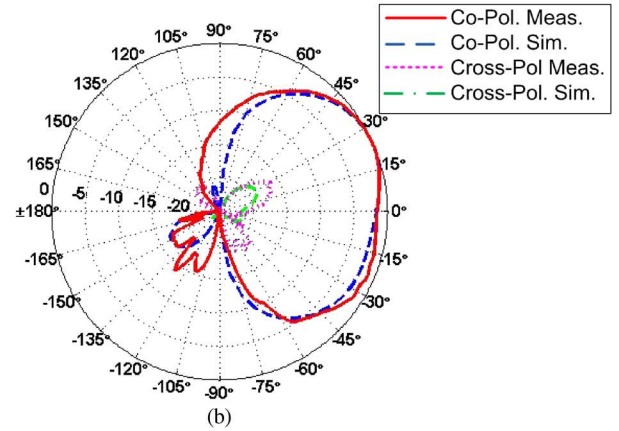 Co-Pol. Meas.
Co-Pol. Sim.
Cross-Pol Meas.
Cross-Pol. Sim.
90°
105° 75°
120° 60°
135° 45°
150° 30°
165° 15°
0 -5 -10 -15 -20
±180° 0°
-165° -15°
-150° -30°
-135° -45°
-120° -60°
-105° -75°
-90°
(b)